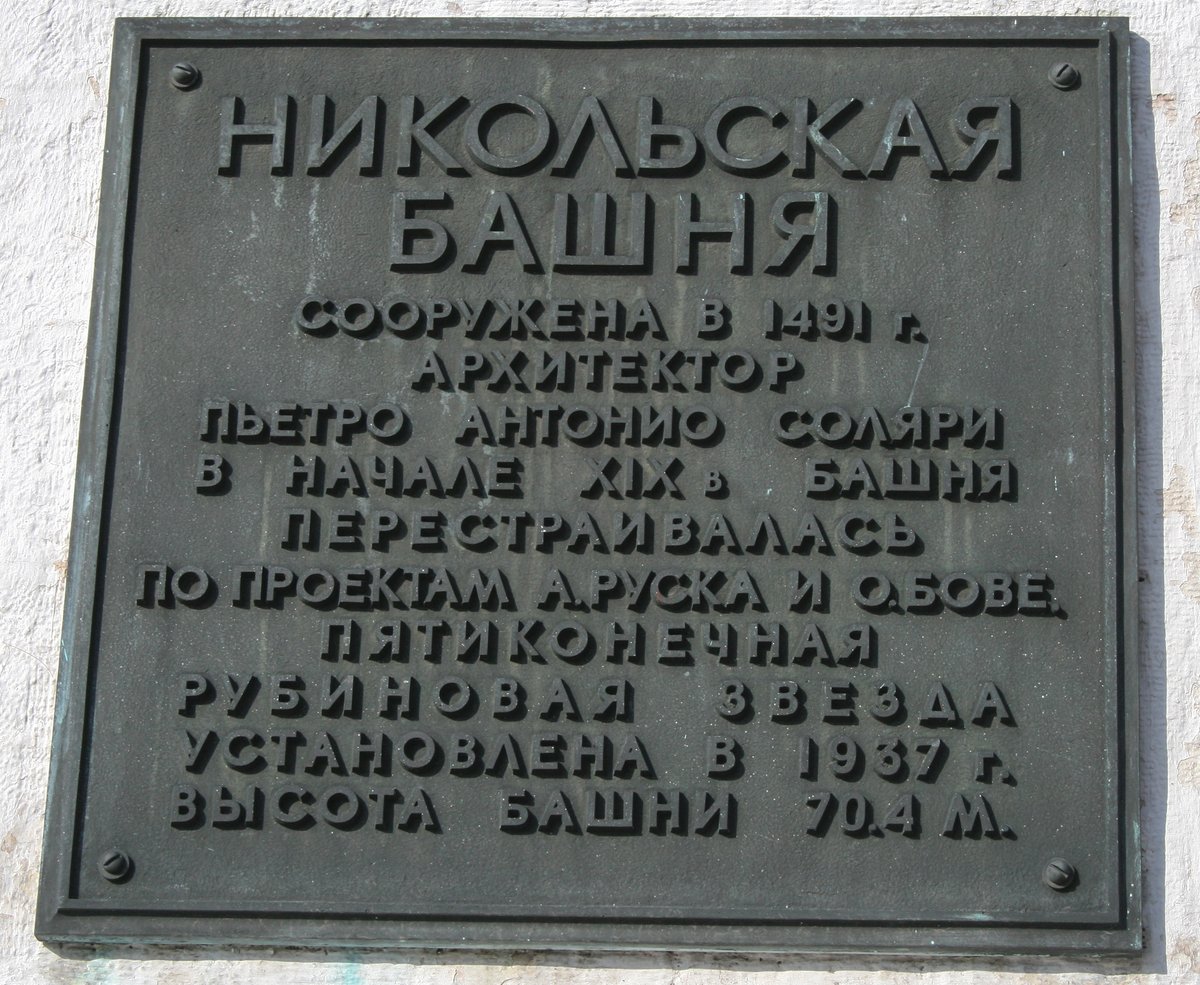 НИКОЛЬСКАЯ
БАШНЯ
СООРУЖЕНА В 1491 г.
АРХИТЕКТОР
ПЬЕТРО АНТОНИО СОЛЯРИ
В НАЧАЛЕ XIX в БАШНЯ
ПЕРЕСТРАИВАЛАСЬ
ПО ПРОЕКТАМ А.РУСКА И О.БОВЕ.
ПЯТИКОНЕЧНАЯ
РУБИНОВАЯ ЗВЕЗДА
УСТАНОВЛЕНА В 1937 г.
ВЫСОТА БАШНИ 70.4 М.